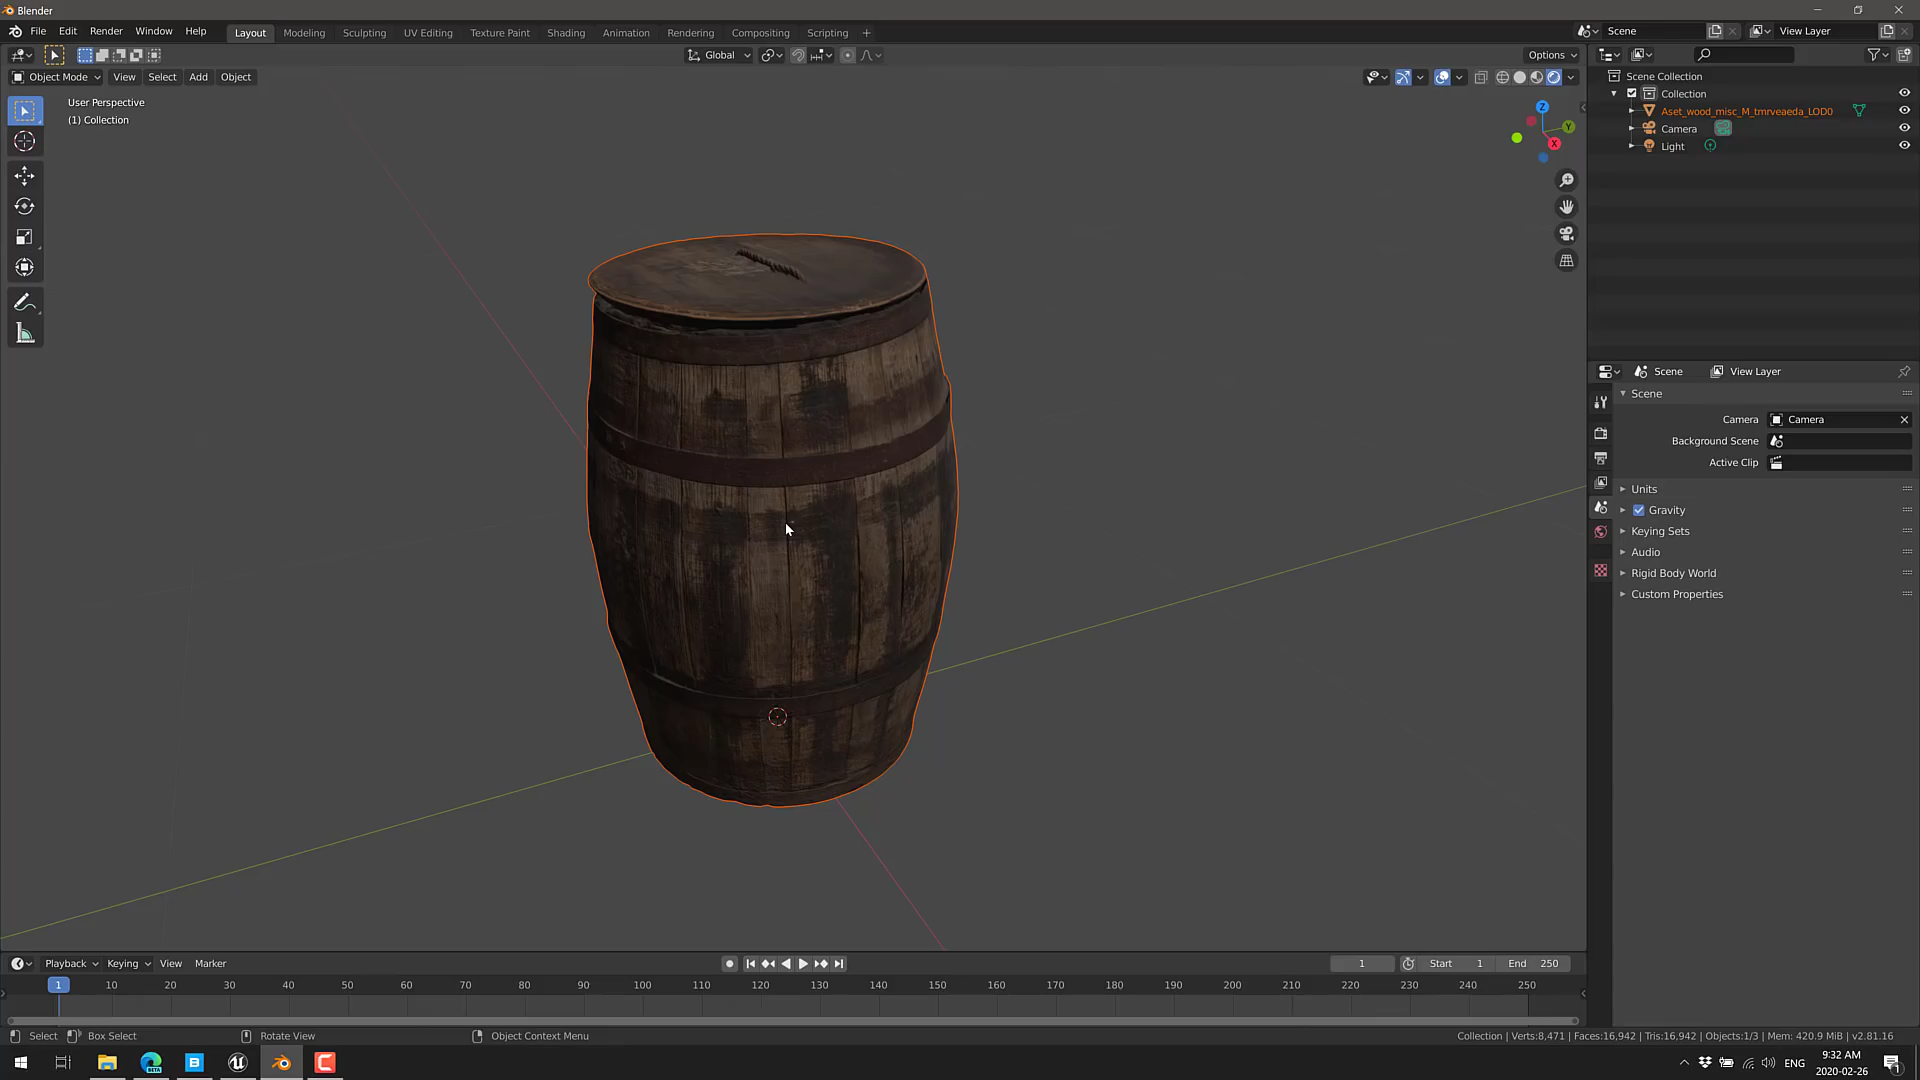 Blender
File Edit Render Window Help
Layout Modeling Sculpting UV Editing Texture Paint Shading Animation Rendering Compositing Scripting +
Scene
View Layer
Global
Options
Object Mode View Select Add Object
User Perspective
(1) Collection
Z
Y
X
Scene Collection
Collection
Aset_wood_misc_M_tmrveaeda_LOD0
Camera
Light
Scene View Layer
Scene
Camera Camera
Background Scene
Active Clip
Units
Gravity
Keying Sets
Audio
Rigid Body World
Custom Properties
Playback Keying View Marker
1 Start 1 End 250
1 10 20 30 40 50 60 70 80 90 100 110 120 130 140 150 160 170 180 190 200 210 220 230 240 250
Select Box Select Rotate View Object Context Menu
Collection | Verts:8,471 | Faces:16,942 | Tris:16,942 | Objects:1/3 | Mem: 420.9 MiB | v2.81.16
BETA
B
C
ENG
9:32 AM
2020-02-26
1